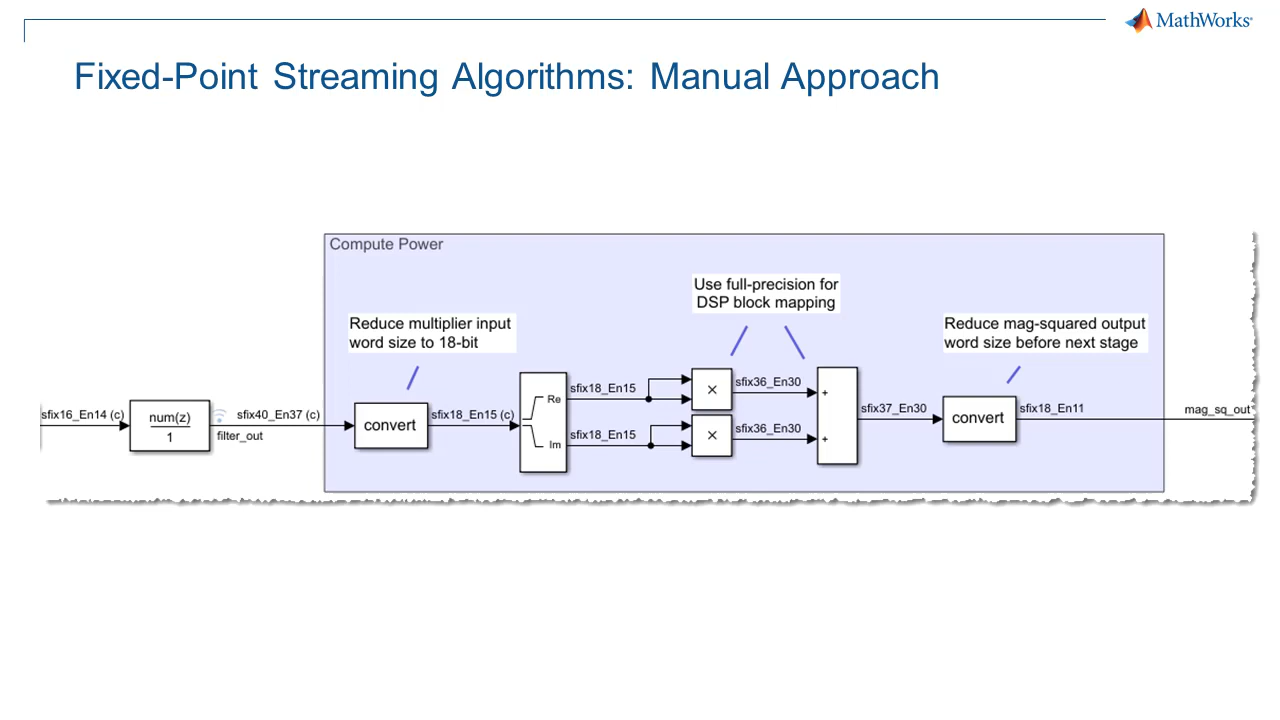 MathWorks®
Fixed-Point Streaming Algorithms: Manual Approach
Compute Power
Use full-precision for
DSP block mapping
Reduce multiplier input
word size to 18-bit
Reduce mag-squared output
word size before next stage
sfix16_En14 (c)
num(z)
1
sfix40_En37 (c)
filter_out
convert
sfix18_En15 (c)
Re
Im
sfix18_En15
sfix18_En15
×
×
sfix36_En30
sfix36_En30
+
+
sfix37_En30
convert
sfix18_En11
mag_sq_out